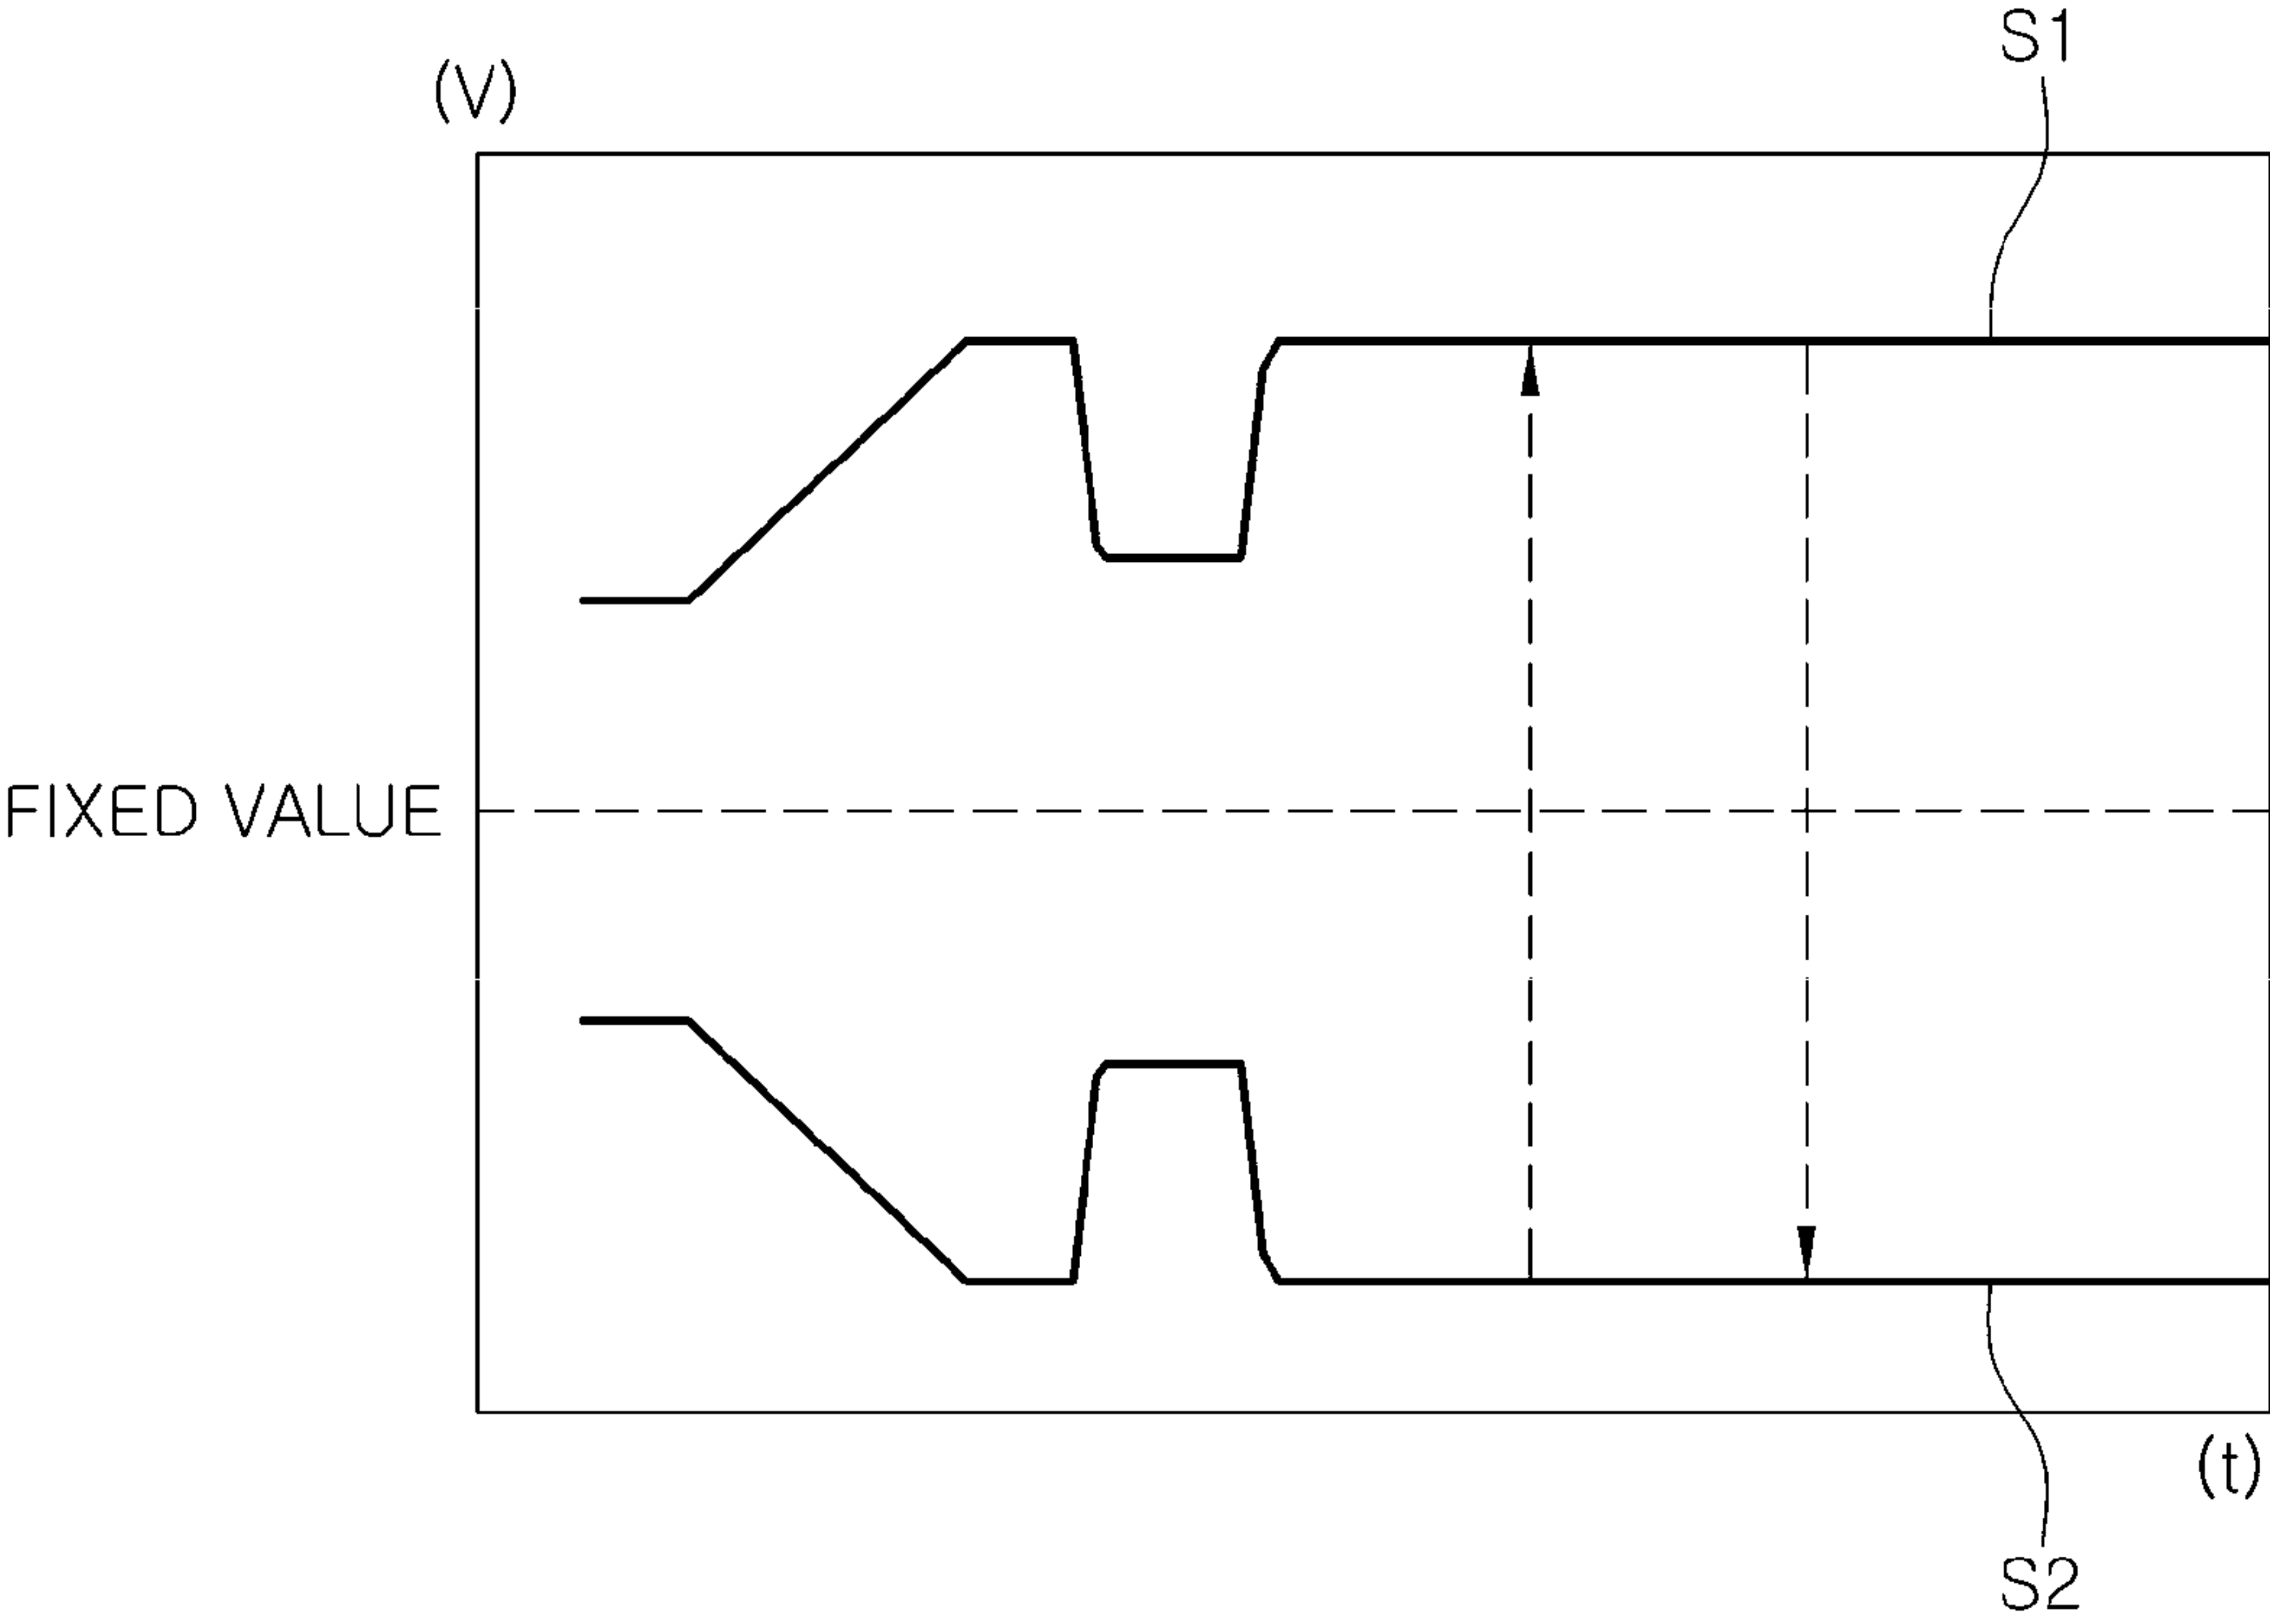 S1
(V)
FIXED VALUE
(t)
S2